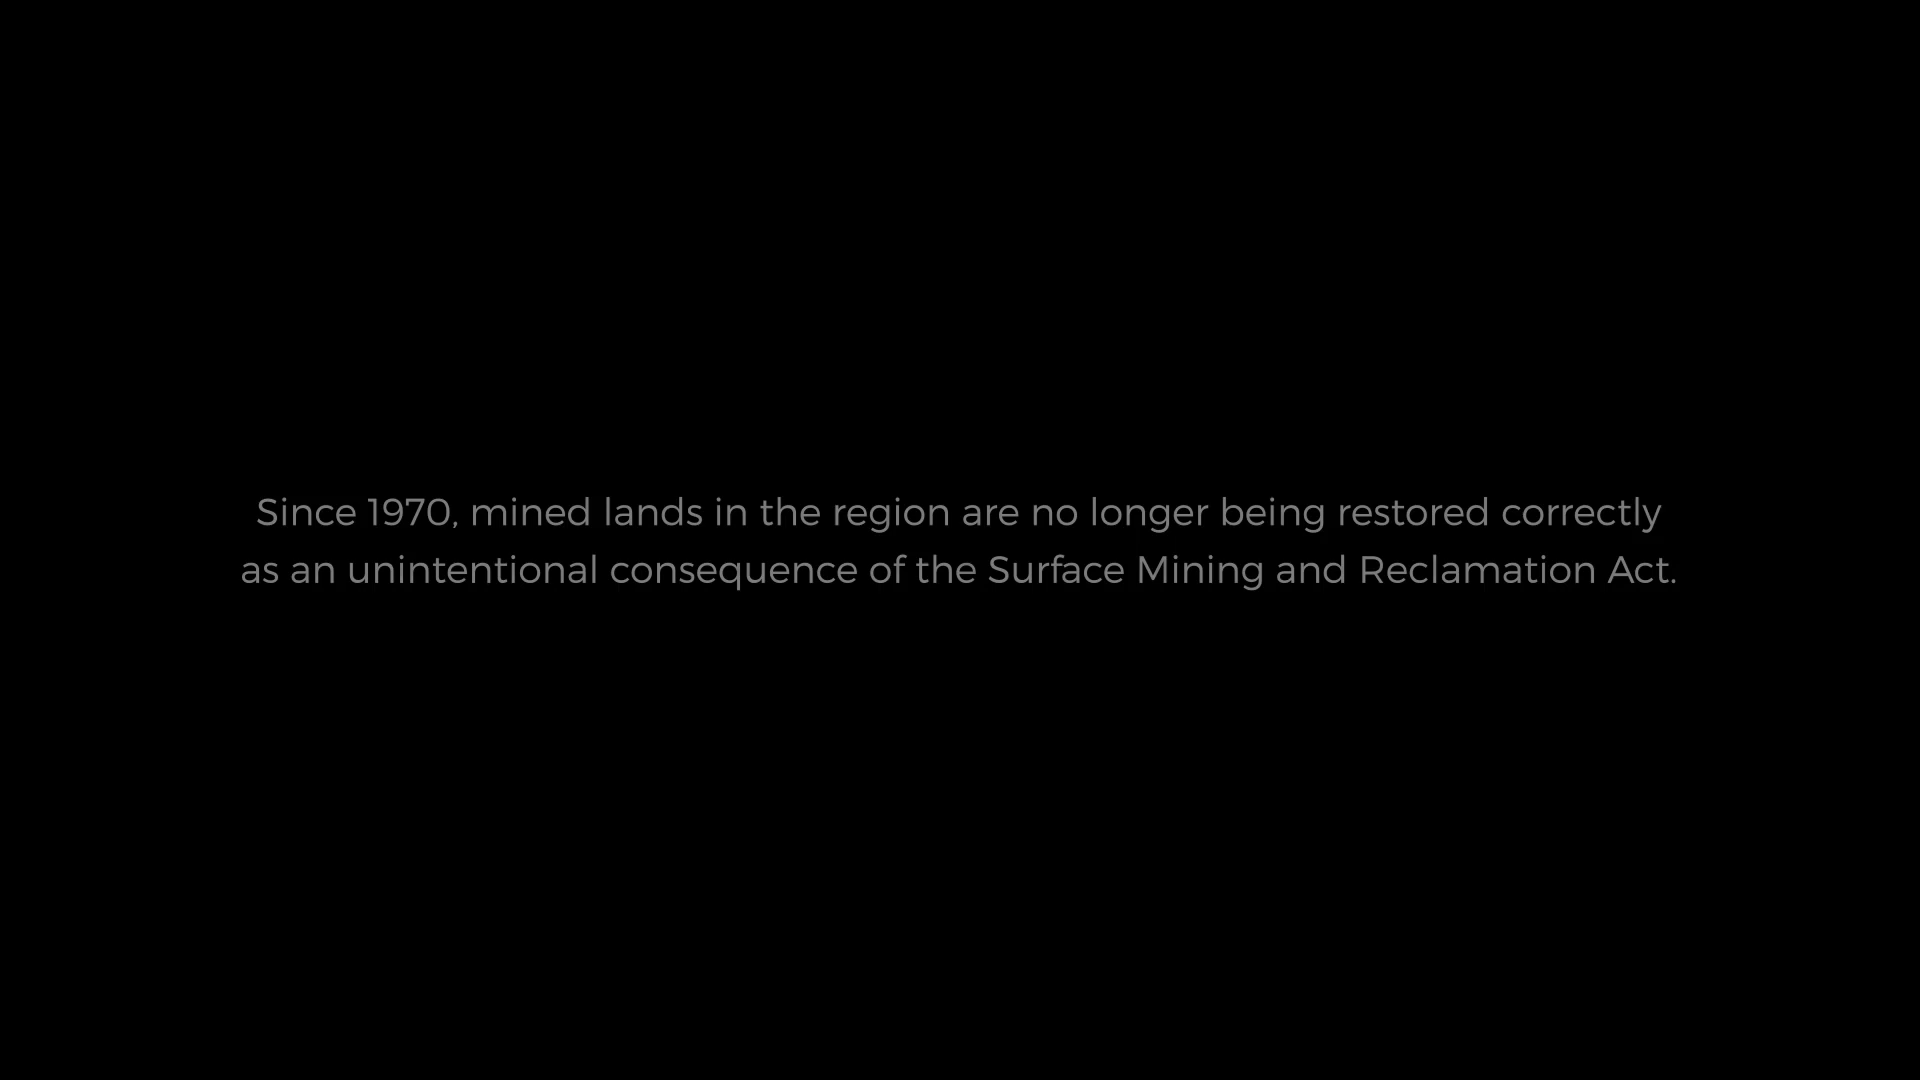 Since 1970, mined lands in the region are no longer being restored correctly
as an unintentional consequence of the Surface Mining and Reclamation Act.